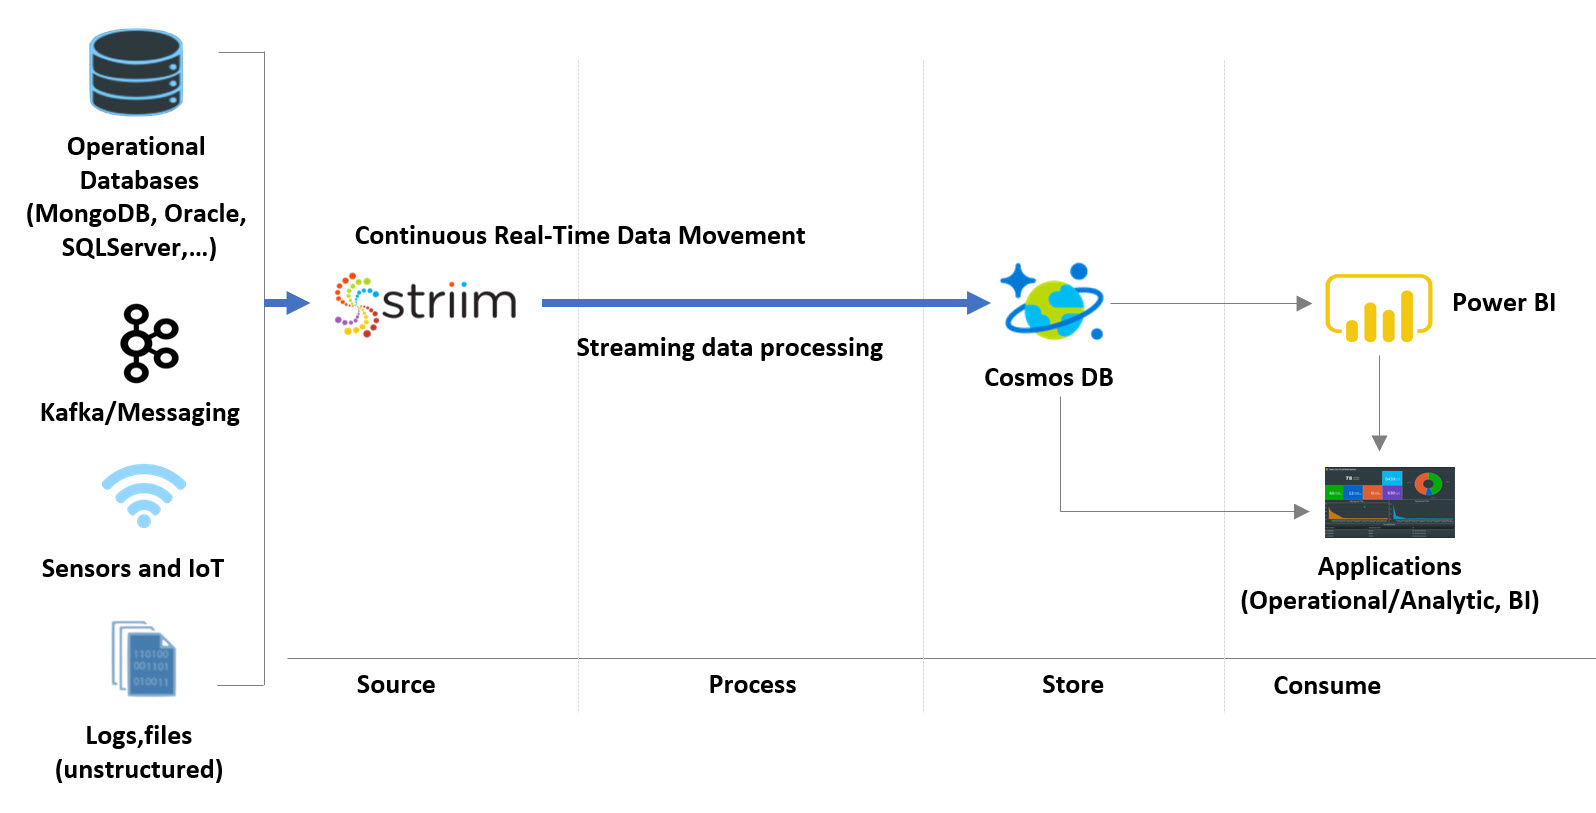 Operational
Databases
(MongoDB, Oracle,
SQLServer,...)
Kafka/Messaging
Sensors and IoT
110100
001101
010011
Logs,files
(unstructured)
Continuous Real-Time Data Movement
striim
Streaming data processing
Cosmos DB
Power BI
78
Applications
(Operational/Analytic, BI)
Source
Process
Store
Consume